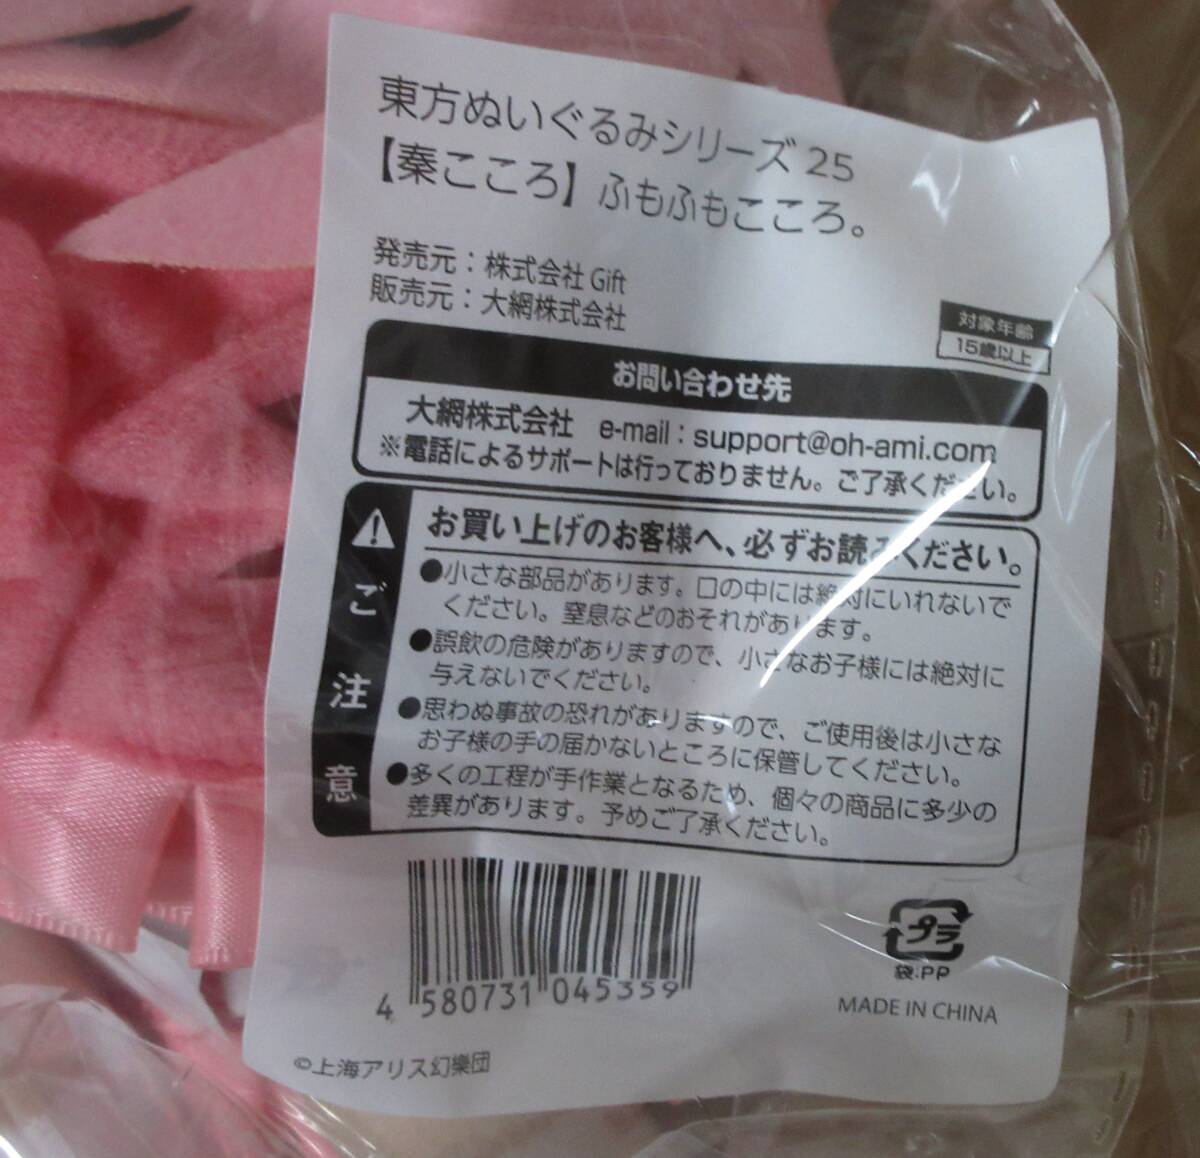 東方ぬいぐるみシリーズ 25
【秦こころ】ふもふもこころ。
発売元：株式会社 Gift
販売元：大網株式会社
対象年齢
15歳以上
お問い合わせ先
大網株式会社　e-mail：support@oh-ami.com
※電話によるサポートは行っておりません。ご了承ください。
ご注意
お買い上げのお客様へ、必ずお読みください。
●小さな部品があります。口の中には絶対にいれないで
ください。窒息などのおそれがあります。
●誤飲の危険がありますので、小さなお子様には絶対に
与えないでください。
●思わぬ事故の恐れがありますので、ご使用後は小さな
お子様の手の届かないところに保管してください。
●多くの工程が手作業となるため、個々の商品に多少の
差異があります。予めご了承ください。
4 580731 045359
プラ
袋:PP
MADE IN CHINA
©上海アリス幻樂団